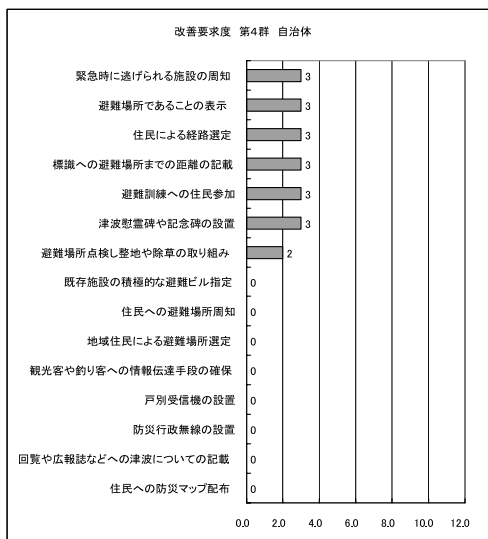 改善要求度 第4群 自治体
緊急時に逃げられる施設の周知 3
避難場所であることの表示 3
住民による経路選定 3
標識への避難場所までの距離の記載 3
避難訓練への住民参加 3
津波慰霊碑や記念碑の設置 3
避難場所点検し整地や除草の取り組み 2
既存施設の積極的な避難ビル指定 0
住民への避難場所周知 0
地域住民による避難場所選定 0
観光客や釣り客への情報伝達手段の確保 0
戸別受信機の設置 0
防災行政無線の設置 0
回覧や広報誌などへの津波についての記載 0
住民への防災マップ配布 0
0.0 2.0 4.0 6.0 8.0 10.0 12.0